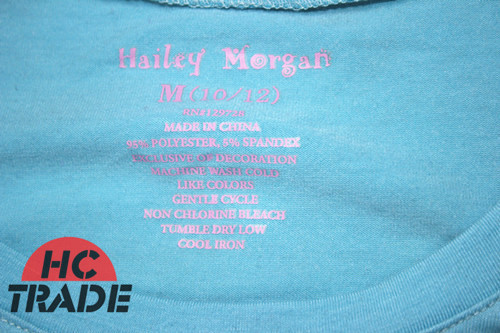 Hailey Morgan
M (10/12)
MADE IN CHINA
95% POLYESTER, 5% SPANDEX
EXCLUSIVE OF DECORATION
MACHINE WASH COLD
LIKE COLORS
GENTLE CYCLE
NON CHLORINE BLEACH
TUMBLE DRY LOW
COOL IRON
HC
TRADE